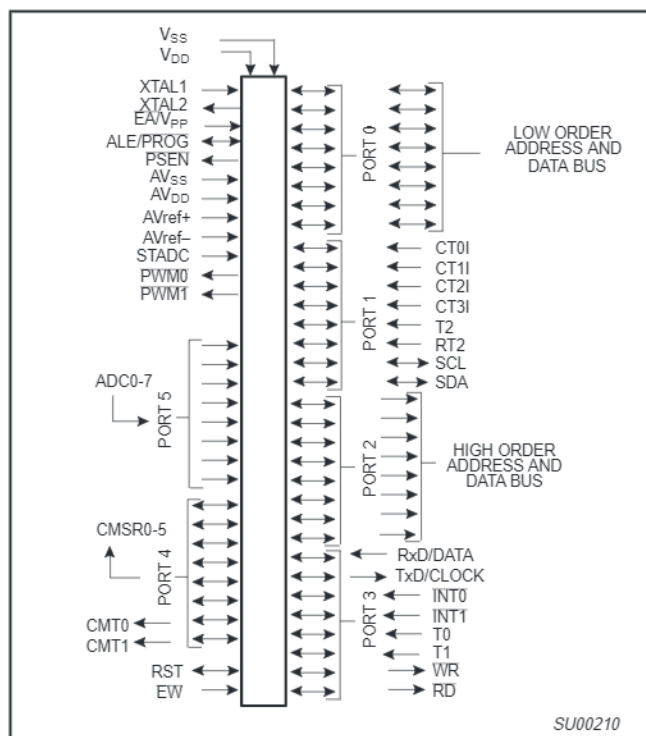 VSS
VDD
XTAL1
XTAL2
EA/VPP
ALE/PROG
PSEN
AVSS
AVDD
AVref+
AVref–
STADC
PWM0
PWM1
ADC0-7
PORT 5
CMSR0-5
PORT 4
CMT0
CMT1
RST
EW
PORT 0
LOW ORDER
ADDRESS AND
DATA BUS
PORT 1
CT0I
CT1I
CT2I
CT3I
T2
RT2
SCL
SDA
PORT 2
HIGH ORDER
ADDRESS AND
DATA BUS
PORT 3
RxD/DATA
TxD/CLOCK
INT0
INT1
T0
T1
WR
RD
SU00210